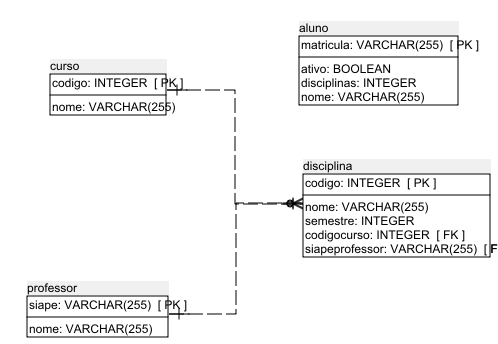 aluno
matricula: VARCHAR(255) [ PK ]
ativo: BOOLEAN
disciplinas: INTEGER
nome: VARCHAR(255)
curso
codigo: INTEGER [ PK ]
nome: VARCHAR(255)
disciplina
codigo: INTEGER [ PK ]
nome: VARCHAR(255)
semestre: INTEGER
codigocurso: INTEGER [ FK ]
siapeprofessor: VARCHAR(255) [ F
professor
siape: VARCHAR(255) [ PK ]
nome: VARCHAR(255)